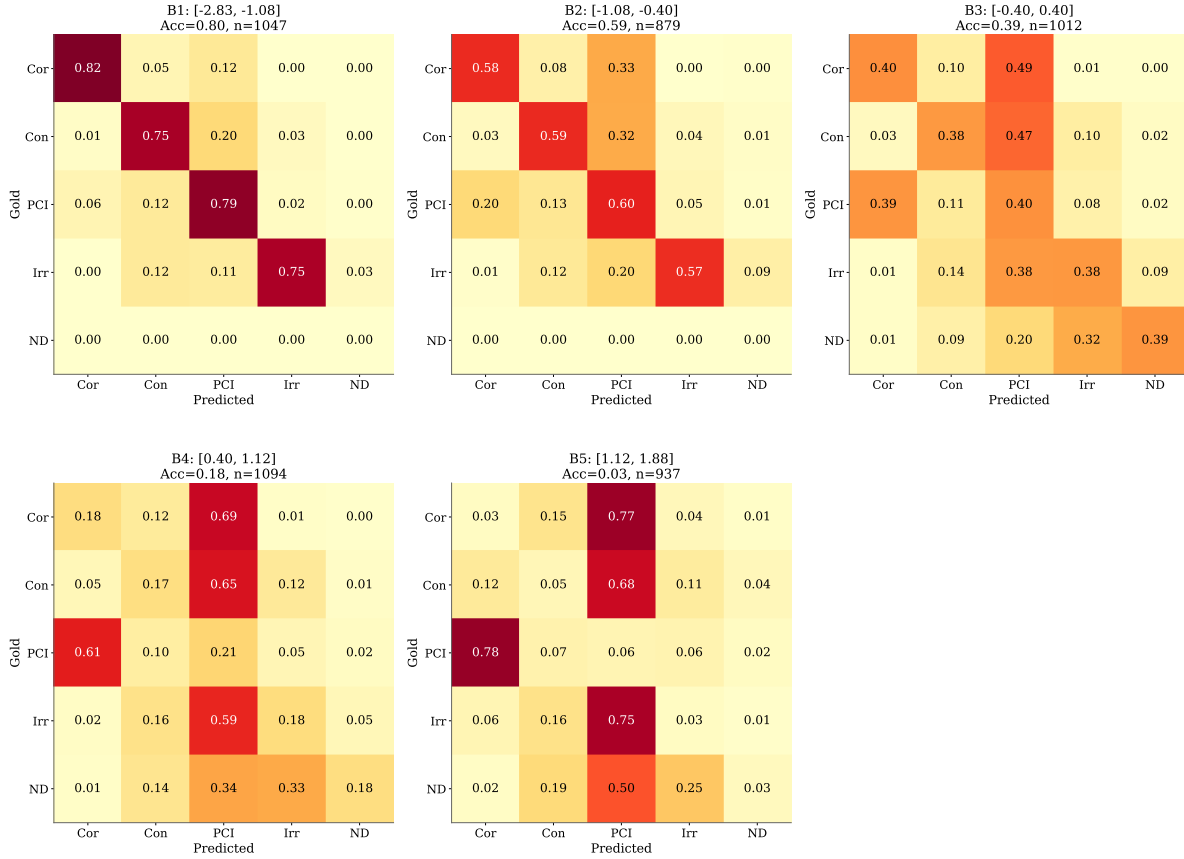 B1: [-2.83, -1.08]
Acc=0.80, n=1047
Gold
Cor 0.82 0.05 0.12 0.00 0.00
Con 0.01 0.75 0.20 0.03 0.00
PCI 0.06 0.12 0.79 0.02 0.00
Irr 0.00 0.12 0.11 0.75 0.03
ND 0.00 0.00 0.00 0.00 0.00
Cor Con PCI Irr ND
Predicted
B2: [-1.08, -0.40]
Acc=0.59, n=879
Gold
Cor 0.58 0.08 0.33 0.00 0.00
Con 0.03 0.59 0.32 0.04 0.01
PCI 0.20 0.13 0.60 0.05 0.01
Irr 0.01 0.12 0.20 0.57 0.09
ND 0.00 0.00 0.00 0.00 0.00
Cor Con PCI Irr ND
Predicted
B3: [-0.40, 0.40]
Acc=0.39, n=1012
Gold
Cor 0.40 0.10 0.49 0.01 0.00
Con 0.03 0.38 0.47 0.10 0.02
PCI 0.39 0.11 0.40 0.08 0.02
Irr 0.01 0.14 0.38 0.38 0.09
ND 0.01 0.09 0.20 0.32 0.39
Cor Con PCI Irr ND
Predicted
B4: [0.40, 1.12]
Acc=0.18, n=1094
Gold
Cor 0.18 0.12 0.69 0.01 0.00
Con 0.05 0.17 0.65 0.12 0.01
PCI 0.61 0.10 0.21 0.05 0.02
Irr 0.02 0.16 0.59 0.18 0.05
ND 0.01 0.14 0.34 0.33 0.18
Cor Con PCI Irr ND
Predicted
B5: [1.12, 1.88]
Acc=0.03, n=937
Gold
Cor 0.03 0.15 0.77 0.04 0.01
Con 0.12 0.05 0.68 0.11 0.04
PCI 0.78 0.07 0.06 0.06 0.02
Irr 0.06 0.16 0.75 0.03 0.01
ND 0.02 0.19 0.50 0.25 0.03
Cor Con PCI Irr ND
Predicted